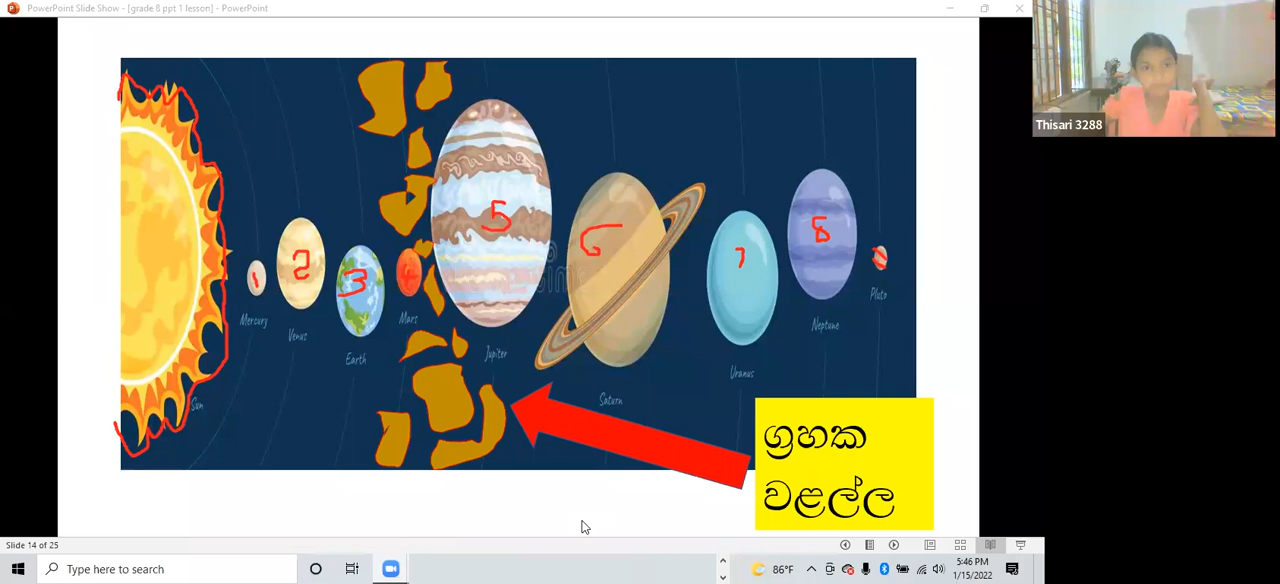 PowerPoint Slide Show - [grade 8 ppt 1 lesson] - PowerPoint
Thisari 3288
1
2
3
4
5
6
7
8
Mercury
Venus
Earth
Mars
Jupiter
Saturn
Uranus
Neptune
Pluto
Sun
ග්‍රහක
වළල්ල
Slide 14 of 25
Type here to search
86°F
5:46 PM
1/15/2022